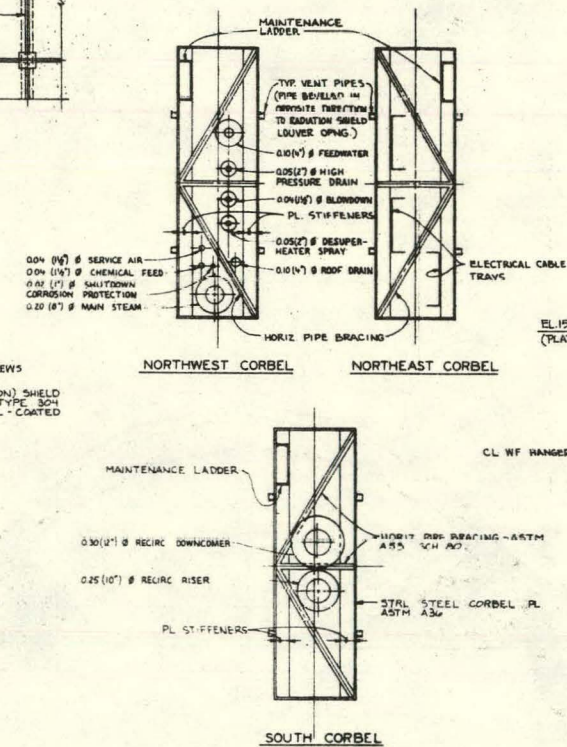 MAINTENANCE
LADDER
TYP. VENT PIPES
(PIPE BEVELED IN
OPPOSITE DIRECTION
TO RADIATION SHIELD
LOUVER OPNG.)
0.10(4") Ø FEEDWATER
0.05(2") Ø HIGH
PRESSURE DRAIN
0.04(1½") Ø BLOWDOWN
PL. STIFFENERS
0.05(2") Ø DESUPER-
HEATER SPRAY
0.10(4") Ø ROOF DRAIN
0.04 (1½") Ø SERVICE AIR
0.04 (1½") Ø CHEMICAL FEED
0.02 (1") Ø SHUTDOWN
CORROSION PROTECTION
0.20 (8") Ø MAIN STEAM
HORIZ PIPE BRACING
ELECTRICAL CABLE
TRAYS
NORTHWEST CORBEL
NORTHEAST CORBEL
EL.15
(PLA
EWS
ON) SHIELD
TYPE 304
L - COATED
CL WF HANGER
MAINTENANCE LADDER
0.30(12") Ø RECIRC DOWNCOMER
0.25(10") Ø RECIRC RISER
PL STIFFENERS
HORIZ PIPE BRACING - ASTM
A53 SCH 80.
STRL STEEL CORBEL PL
ASTM A36
SOUTH CORBEL